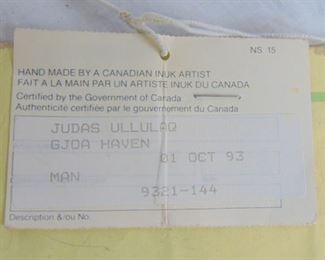 NS 15
HAND MADE BY A CANADIAN INUK ARTIST
FAIT A LA MAIN PAR UN ARTISTE INUK DU CANADA
Certified by the Government of Canada
Authenticité certifiée par le gouvernement du Canada
JUDAS ULLULAQ
GJOA HAVEN
01 OCT 93
MAN
9321-144
Description &/ou No.